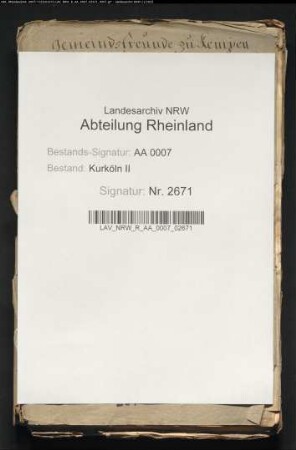 Gemeinds freunde zu Kempen
Landesarchiv NRW
Abteilung Rheinland
Bestands-Signatur: AA 0007
Bestand: Kurköln II
Signatur: Nr. 2671
LAV_NRW_R_AA_0007_02671